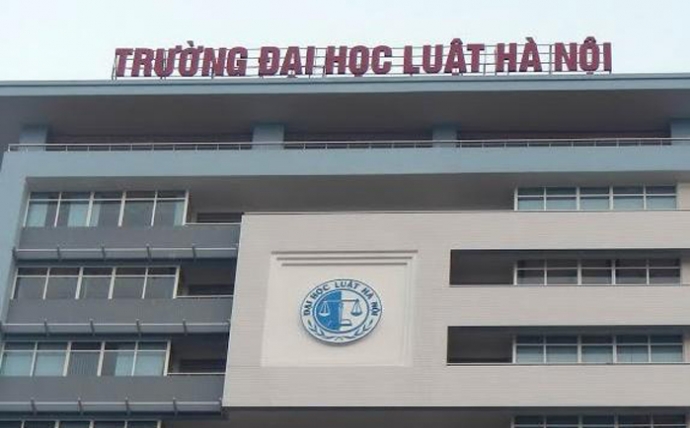 TRƯỜNG ĐẠI HỌC LUẬT HÀ NỘI
ĐẠI HỌC LUẬT HÀ NỘI